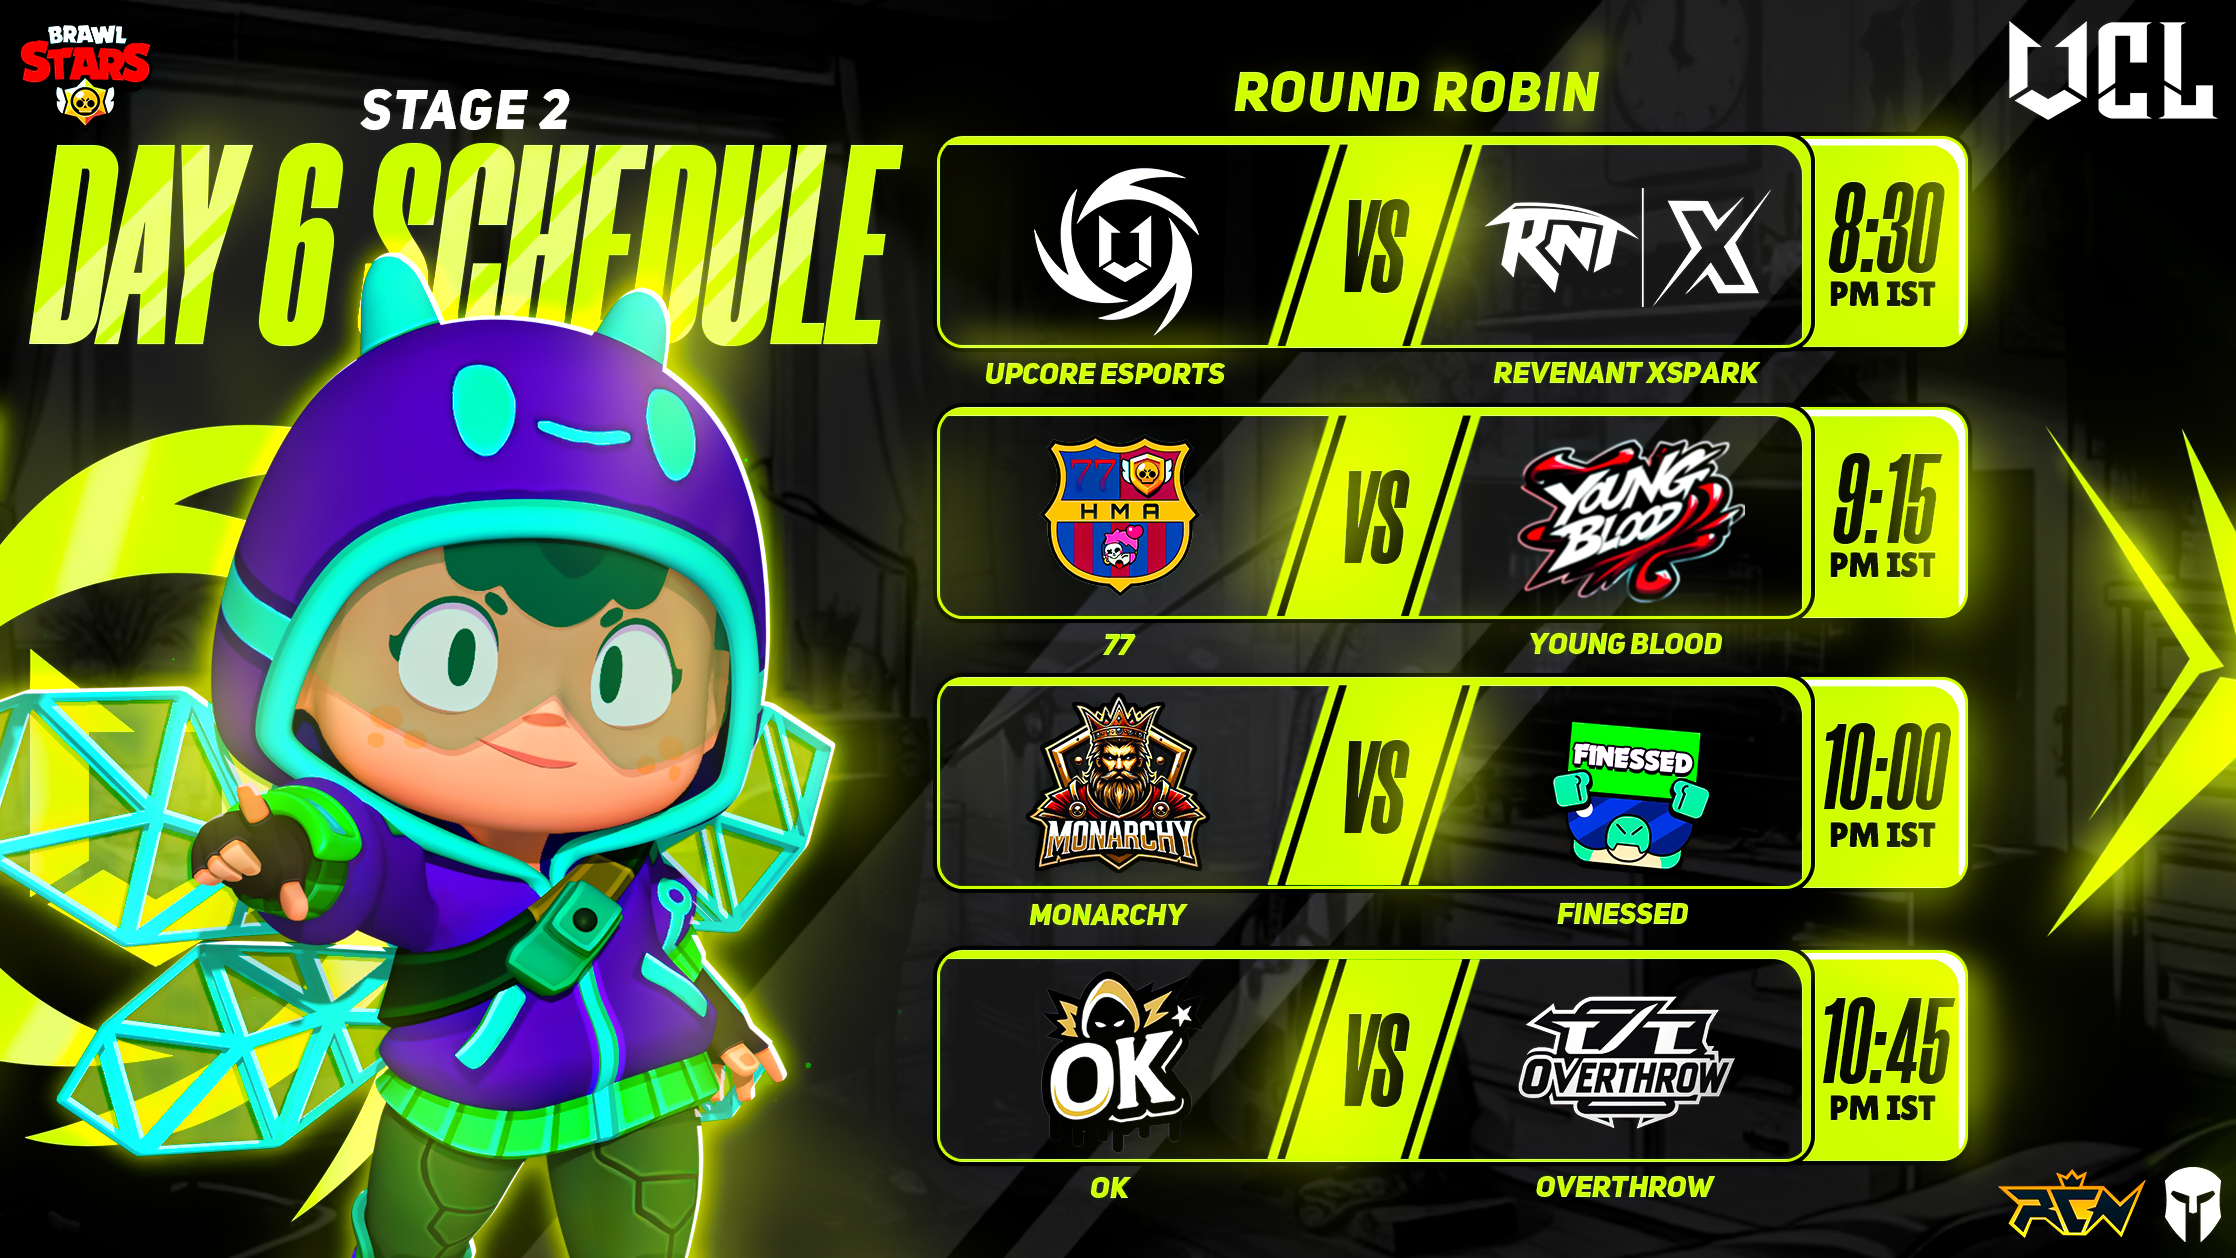 BRAWL
STARS
STAGE 2
DAY 6 SCHEDULE
ROUND ROBIN
UCL
VS
RNT X
8:30
PM IST
UPCORE ESPORTS
REVENANT XSPARK
77
HMA
VS
YOUNG
BLOOD
9:15
PM IST
77
YOUNG BLOOD
MONARCHY
VS
FINESSED
10:00
PM IST
MONARCHY
FINESSED
OK
VS
OVERTHROW
10:45
PM IST
OK
OVERTHROW